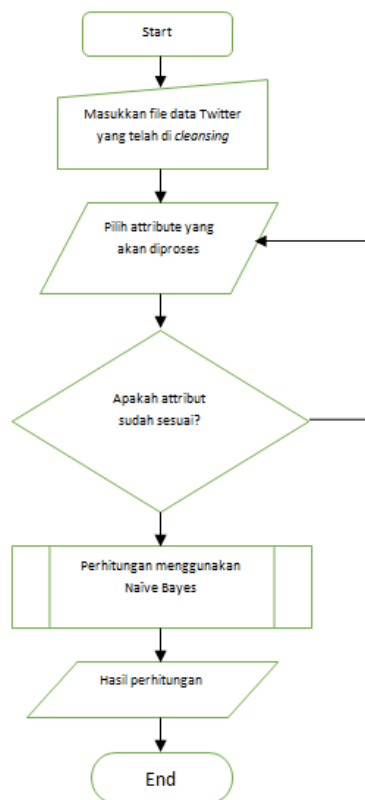 Start
Masukkan file data Twitter
yang telah di cleansing
Pilih attribute yang
akan diproses
Apakah attribut
sudah sesuai?
Perhitungan menggunakan
Naïve Bayes
Hasil perhitungan
End